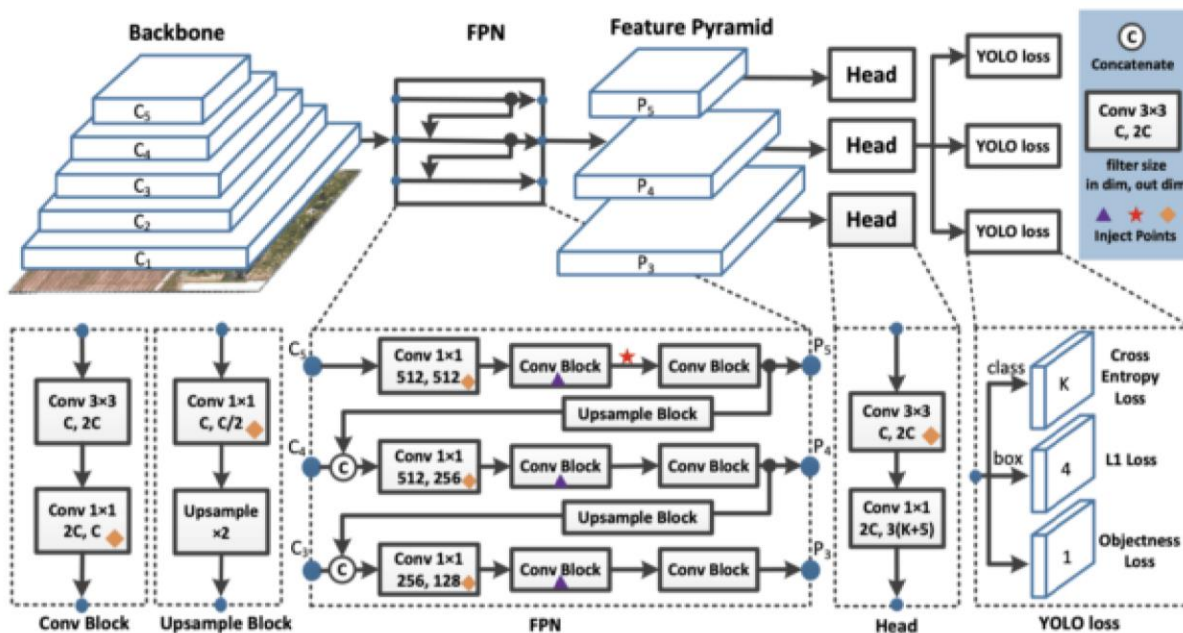 Backbone
FPN
Feature Pyramid
C5
C4
C3
C2
C1
P5
P4
P3
Head
Head
Head
YOLO loss
YOLO loss
YOLO loss
C
Concatenate
Conv 3×3
C, 2C
filter size
in dim, out dim
Inject Points
Conv 3×3
C, 2C
Conv 1×1
2C, C
Conv Block
Conv 1×1
C, C/2
Upsample
×2
Upsample Block
C5
Conv 1×1
512, 512
Conv Block
Conv Block
P5
Upsample Block
C4
C
Conv 1×1
512, 256
Conv Block
Conv Block
P4
Upsample Block
C3
C
Conv 1×1
256, 128
Conv Block
Conv Block
P3
FPN
Conv 3×3
C, 2C
Conv 1×1
2C, 3(K+5)
Head
class
K
Cross
Entropy
Loss
box
4
L1 Loss
1
Objectness
Loss
YOLO loss